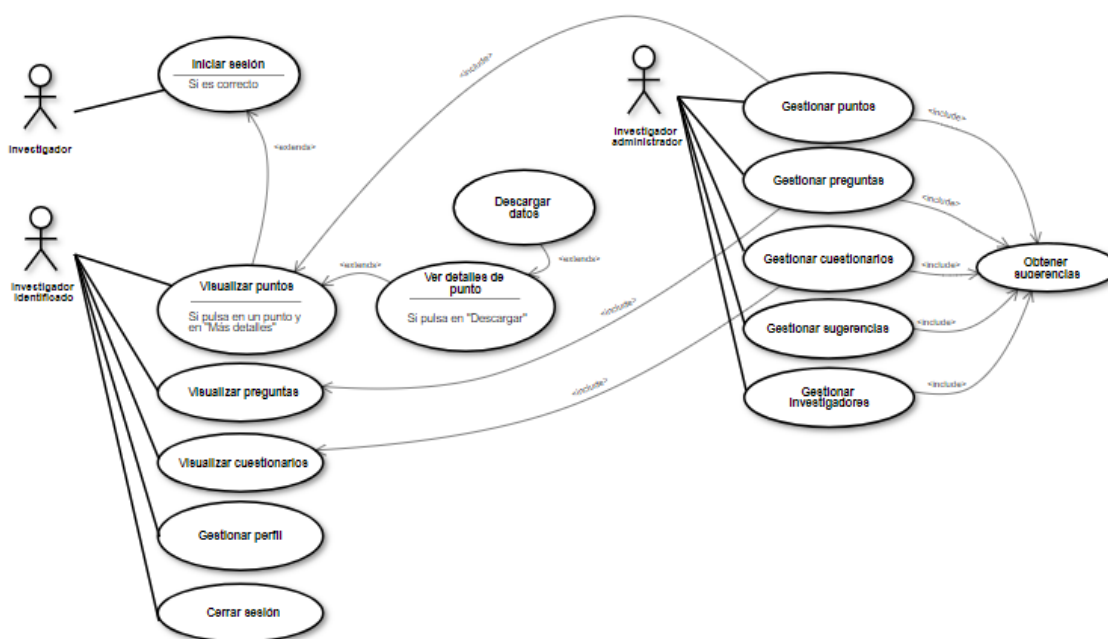 Iniciar sesión
Si es correcto
Investigador
<extends>
<include>
Investigador
administrador
Gestionar puntos
<include>
Gestionar preguntas
<include>
Descargar
datos
<extends>
Investigador
identificado
Visualizar puntos
Si pulsa en un punto y
en "Más detalles"
<extends>
Ver detalles de
punto
Si pulsa en "Descargar"
Gestionar cuestionarios
<include>
Obtener
sugerencias
Gestionar sugerencias
<include>
<include>
Visualizar preguntas
<include>
Gestionar
Investigadores
<include>
Visualizar cuestionarios
Gestionar perfil
Cerrar sesión